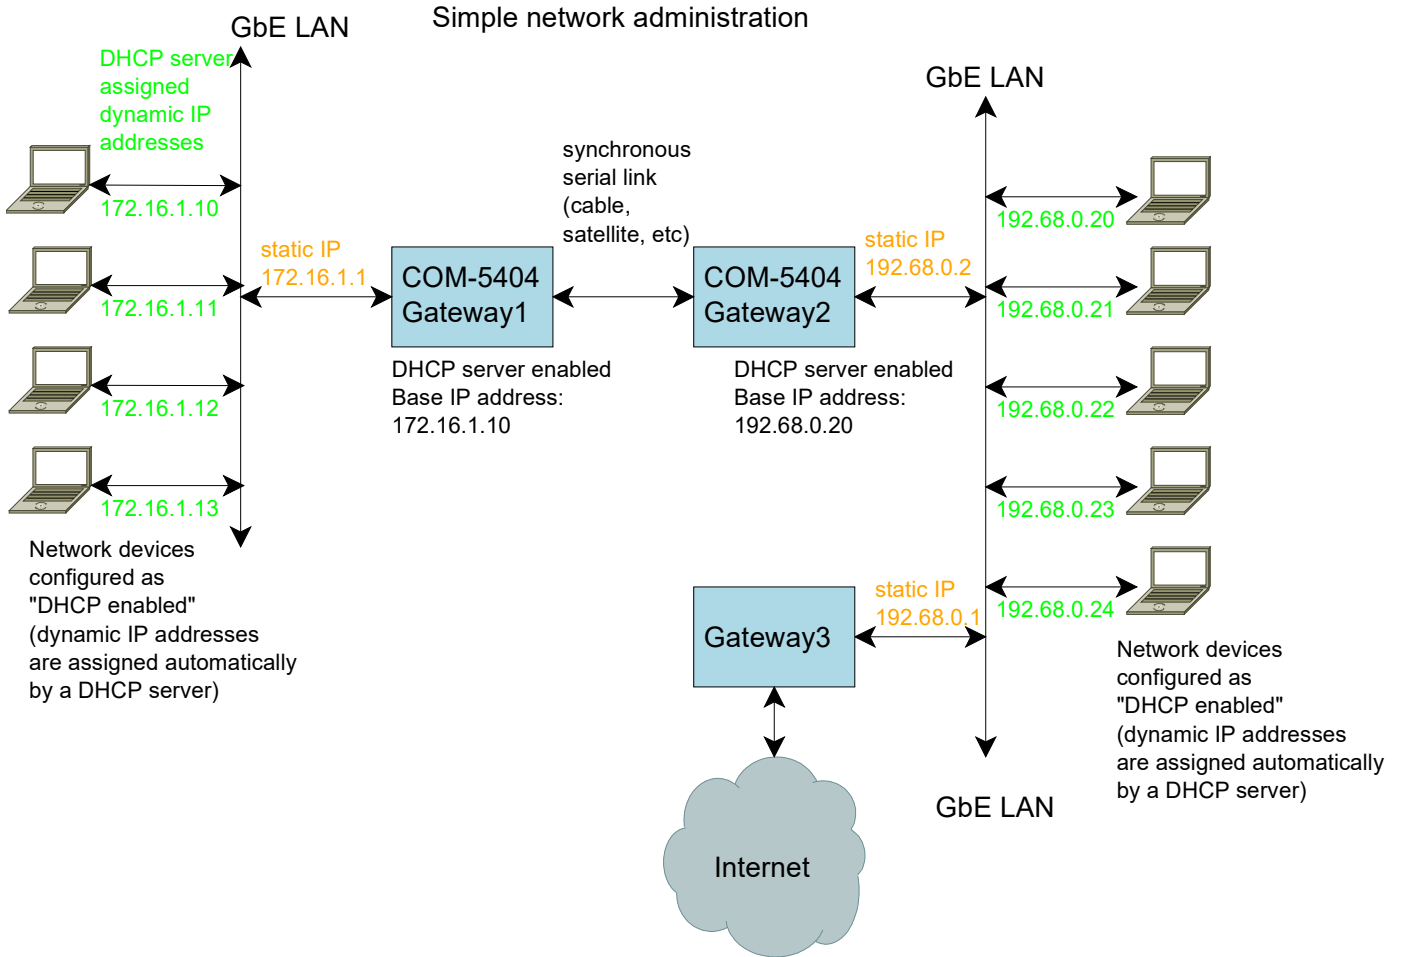 Simple network administration
GbE LAN
DHCP server
assigned
dynamic IP
addresses
172.16.1.10
172.16.1.11
172.16.1.12
172.16.1.13
Network devices
configured as
"DHCP enabled"
(dynamic IP addresses
are assigned automatically
by a DHCP server)
static IP
172.16.1.1
COM-5404
Gateway1
DHCP server enabled
Base IP address:
172.16.1.10
synchronous
serial link
(cable,
satellite, etc)
COM-5404
Gateway2
DHCP server enabled
Base IP address:
192.68.0.20
static IP
192.68.0.2
GbE LAN
192.68.0.20
192.68.0.21
192.68.0.22
192.68.0.23
192.68.0.24
Network devices
configured as
"DHCP enabled"
(dynamic IP addresses
are assigned automatically
by a DHCP server)
static IP
192.68.0.1
Gateway3
GbE LAN
Internet